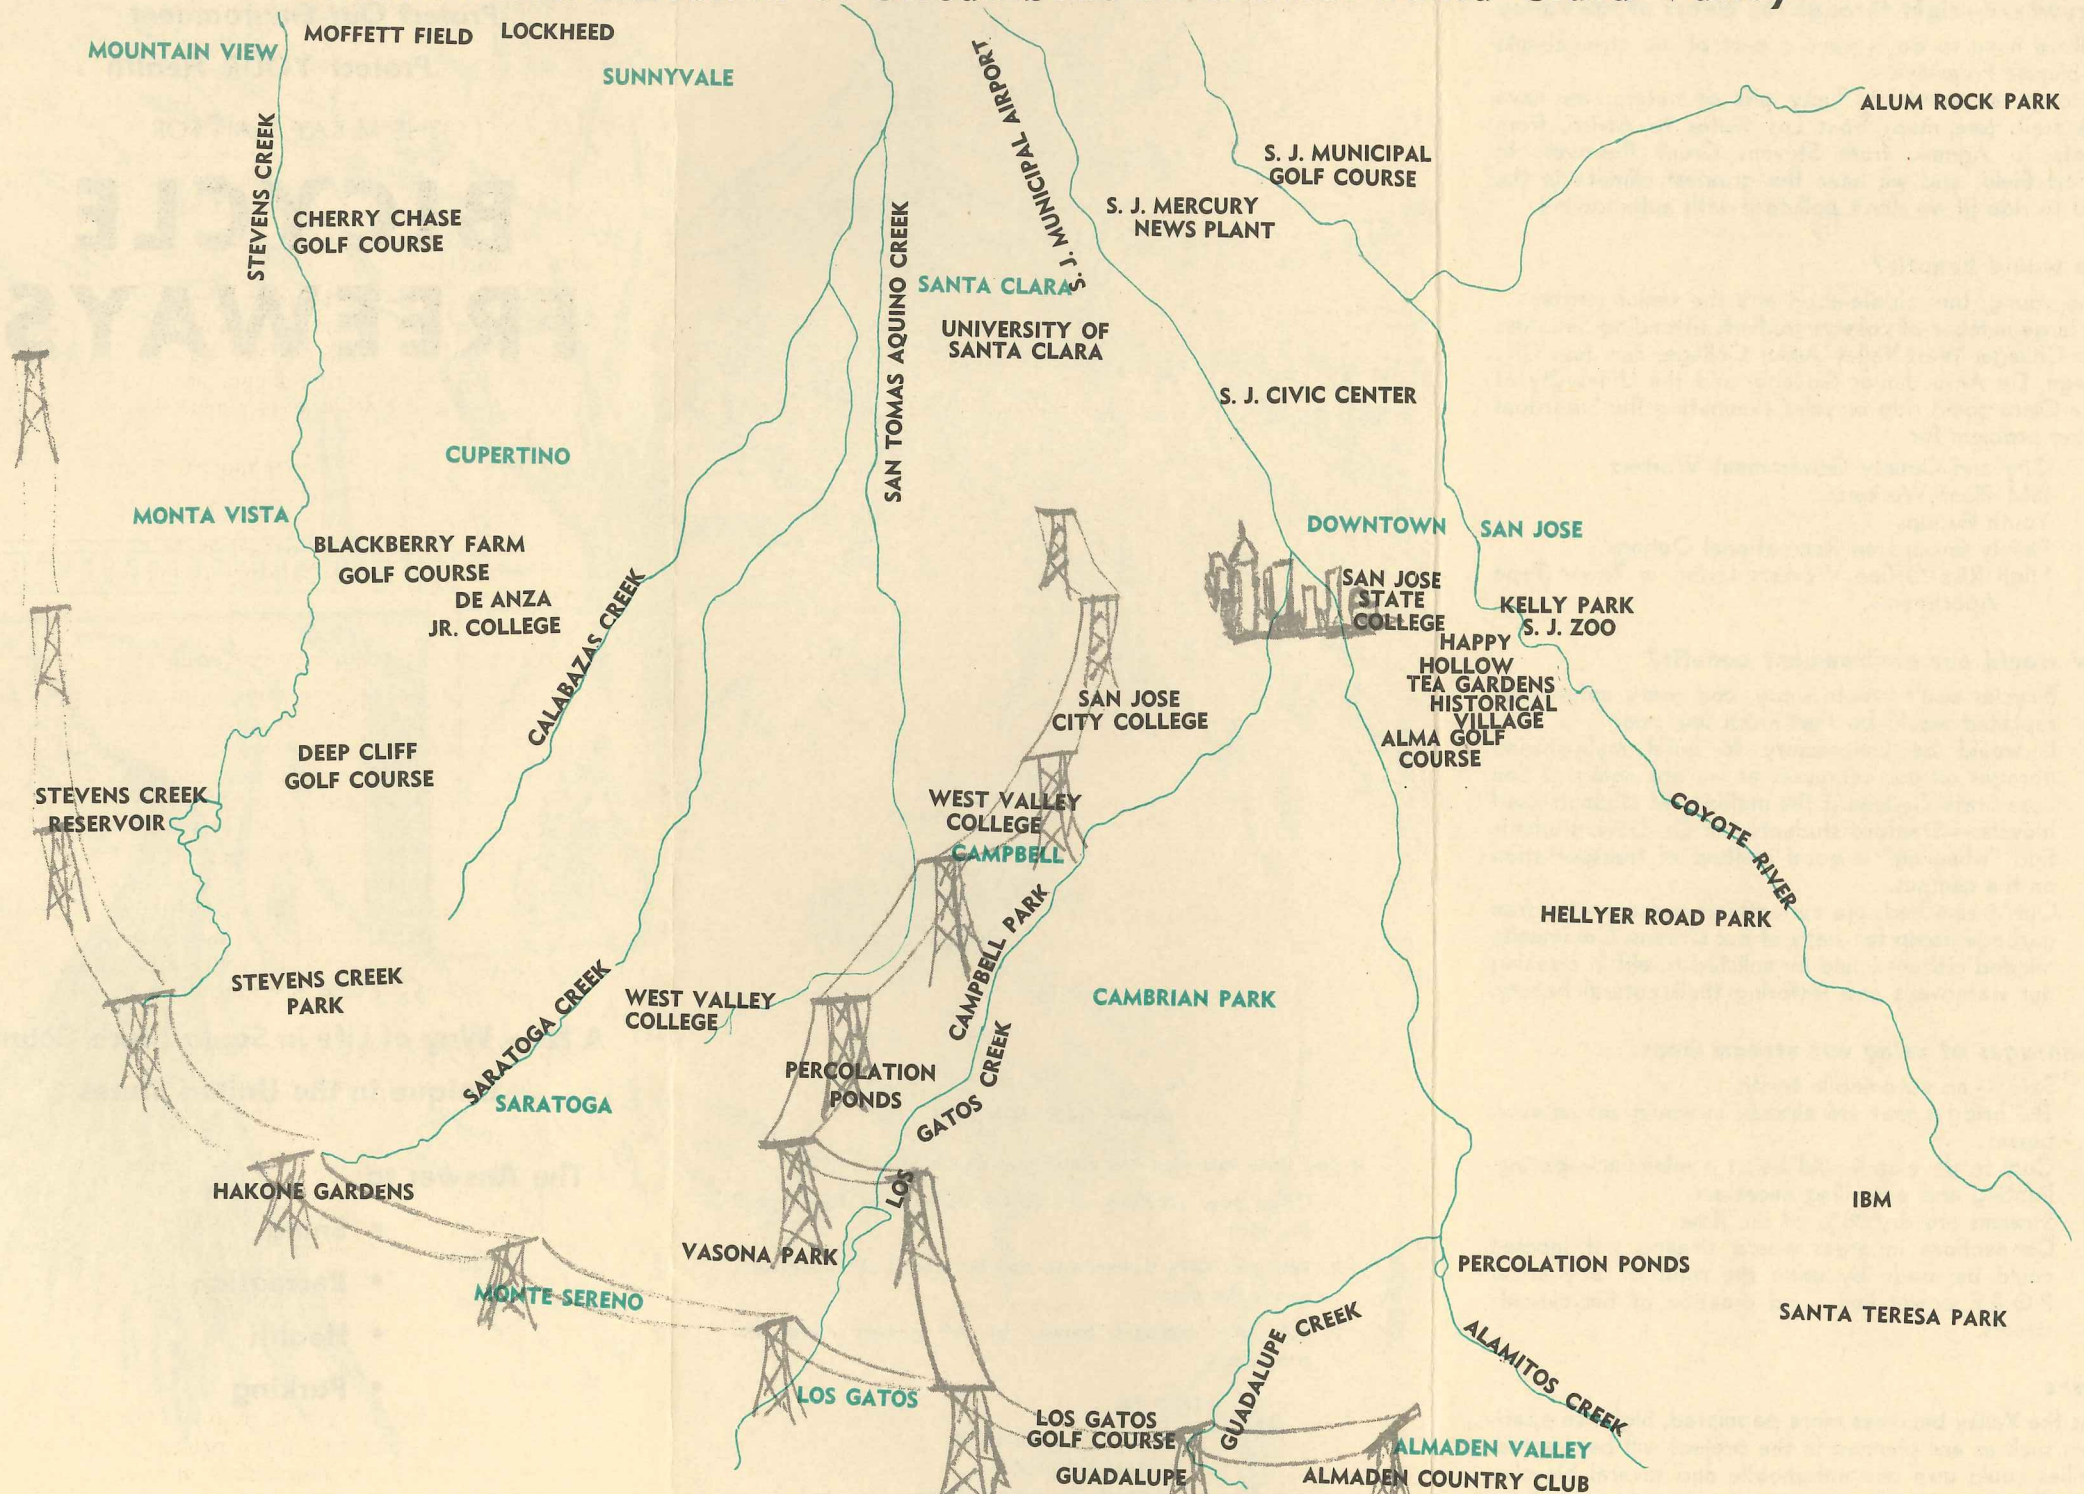 MOFFETT FIELD LOCKHEED
MOUNTAIN VIEW
SUNNYVALE
ALUM ROCK PARK
STEVENS CREEK
S. J. MUNICIPAL AIRPORT
S. J. MUNICIPAL
GOLF COURSE
CHERRY CHASE
GOLF COURSE
SAN TOMAS AQUINO CREEK
S. J. MERCURY
NEWS PLANT
SANTA CLARA
UNIVERSITY OF
SANTA CLARA
S. J. CIVIC CENTER
CUPERTINO
MONTA VISTA
DOWNTOWN SAN JOSE
BLACKBERRY FARM
GOLF COURSE
DE ANZA
JR. COLLEGE
CALABAZAS CREEK
SAN JOSE
STATE
COLLEGE
KELLY PARK
S. J. ZOO
HAPPY
HOLLOW
TEA GARDENS
HISTORICAL
VILLAGE
ALMA GOLF
COURSE
SAN JOSE
CITY COLLEGE
DEEP CLIFF
GOLF COURSE
STEVENS CREEK
RESERVOIR
WEST VALLEY
COLLEGE
CAMPBELL
COYOTE RIVER
CAMPBELL PARK
HELLYER ROAD PARK
STEVENS CREEK
PARK
SARATOGA CREEK
WEST VALLEY
COLLEGE
CAMBRIAN PARK
PERCOLATION
PONDS
LOS GATOS CREEK
SARATOGA
HAKONE GARDENS
IBM
VASONA PARK
PERCOLATION PONDS
MONTE SERENO
SANTA TERESA PARK
GUADALUPE CREEK
ALAMITOS CREEK
LOS GATOS
LOS GATOS
GOLF COURSE
GUADALUPE
ALMADEN VALLEY
ALMADEN COUNTRY CLUB